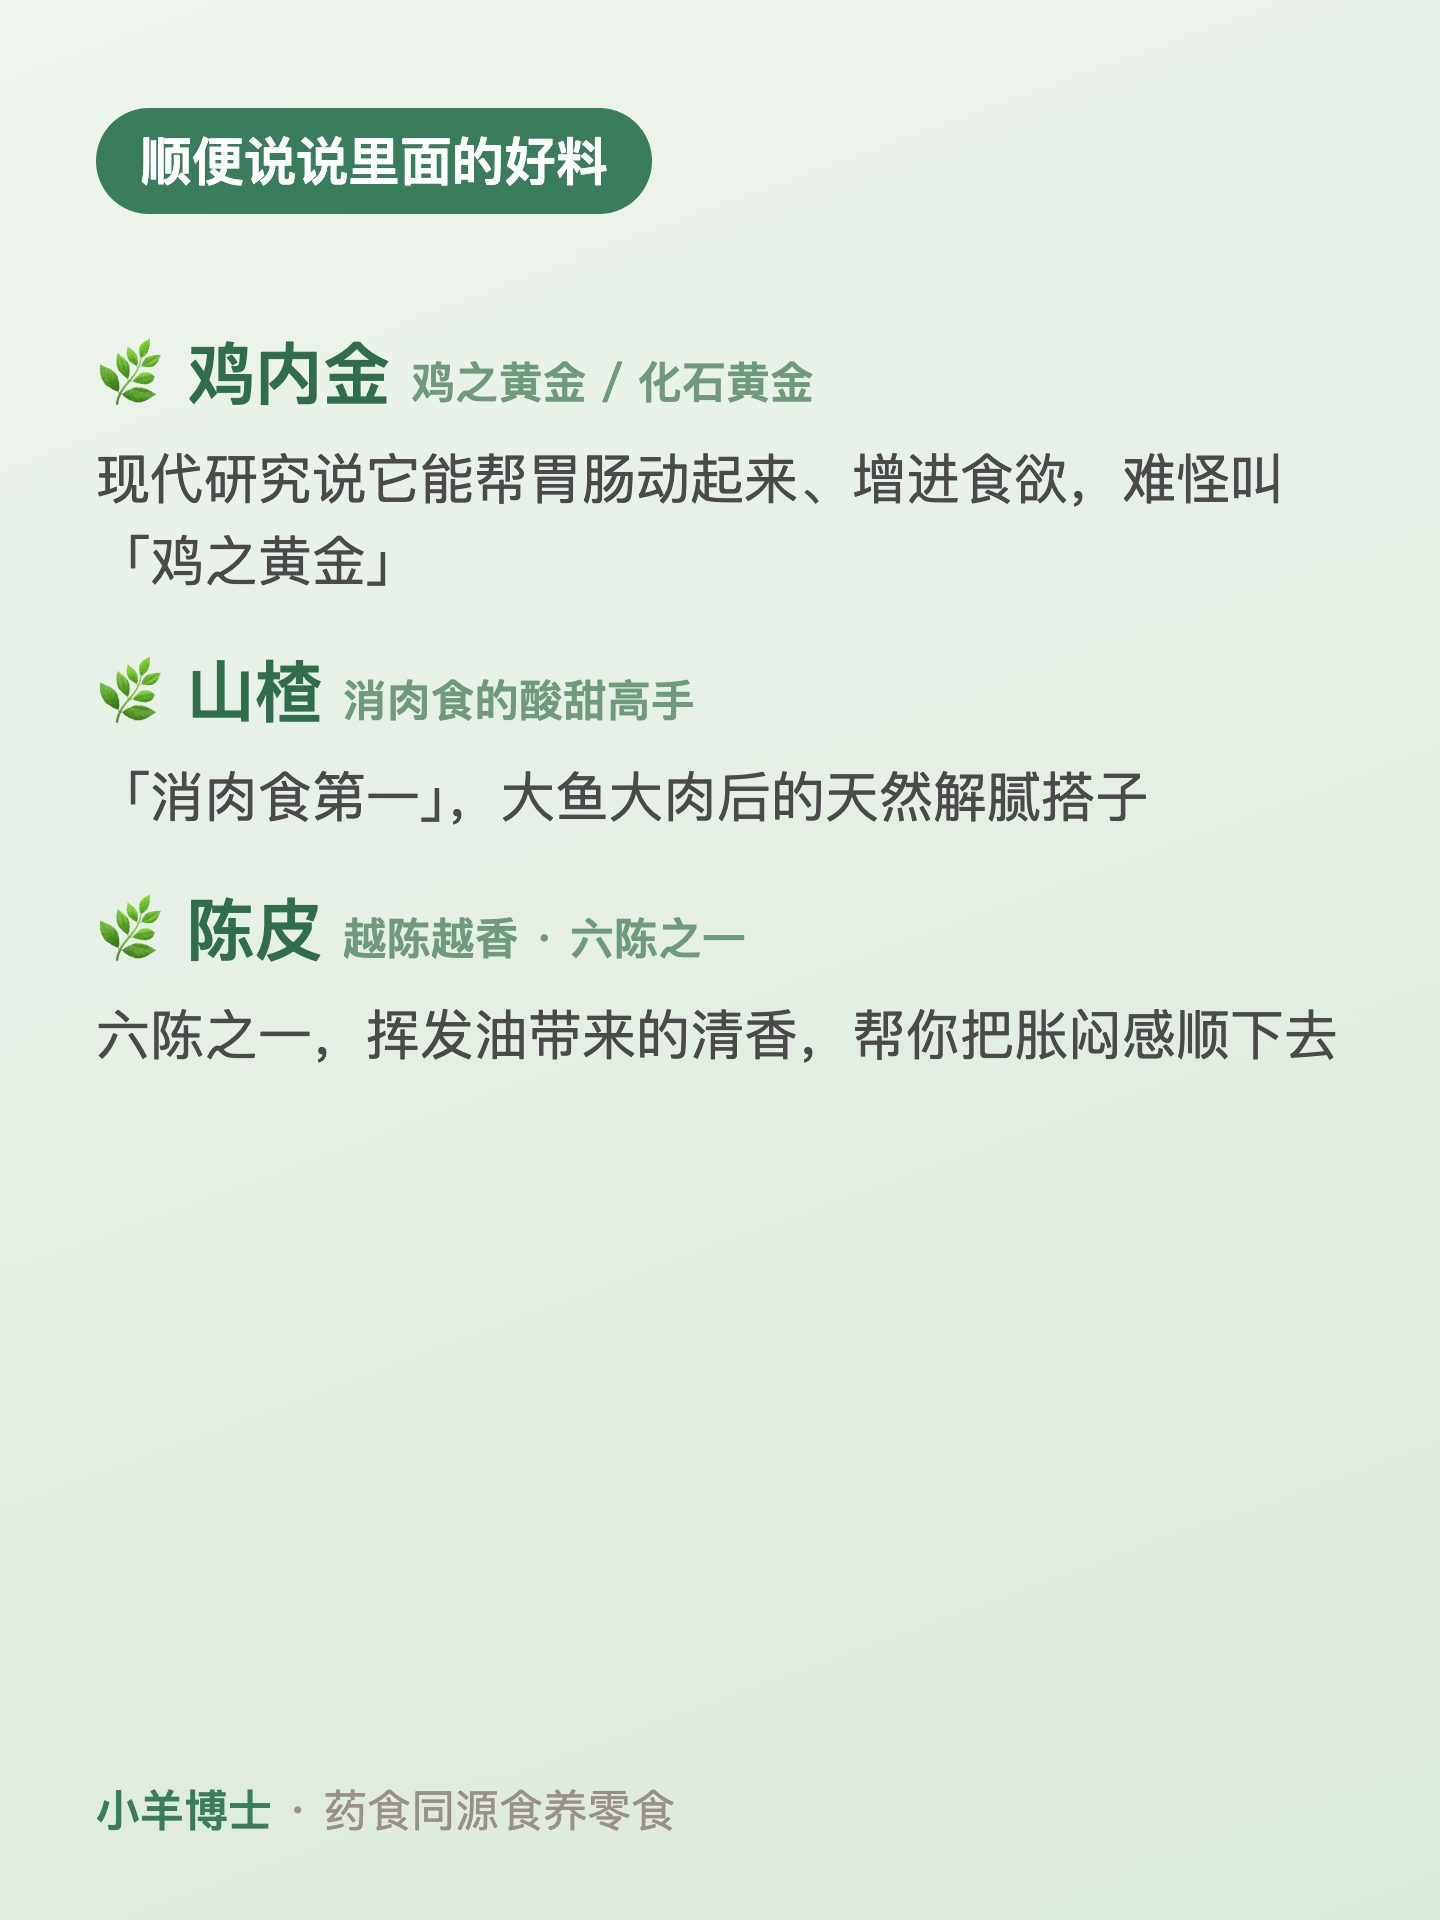 顺便说说里面的好料
🌿 鸡内金 鸡之黄金 / 化石黄金
现代研究说它能帮胃肠动起来、增进食欲，难怪叫
「鸡之黄金」
🌿 山楂 消肉食的酸甜高手
「消肉食第一」，大鱼大肉后的天然解腻搭子
🌿 陈皮 越陈越香 · 六陈之一
六陈之一，挥发油带来的清香，帮你把胀闷感顺下去
小羊博士 · 药食同源食养零食